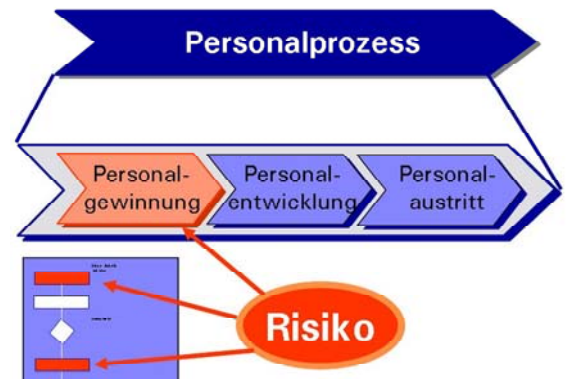 Personalprozess
Personal-
gewinnung
Personal-
entwicklung
Personal-
austritt
Risiko